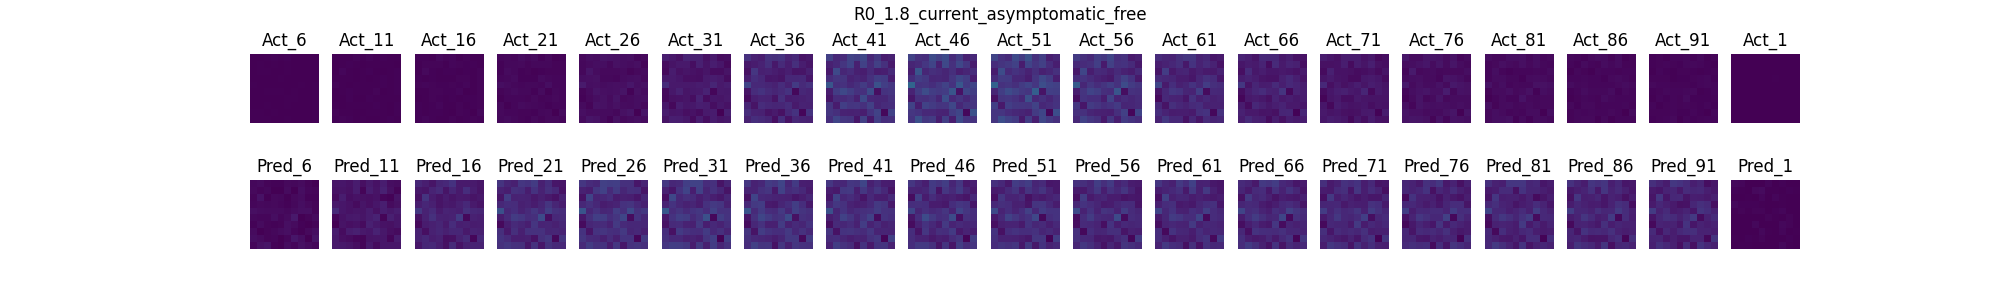 R0_1.8_current_asymptomatic_free
Act_6 Act_11 Act_16 Act_21 Act_26 Act_31 Act_36 Act_41 Act_46 Act_51 Act_56 Act_61 Act_66 Act_71 Act_76 Act_81 Act_86 Act_91 Act_1
Pred_6 Pred_11 Pred_16 Pred_21 Pred_26 Pred_31 Pred_36 Pred_41 Pred_46 Pred_51 Pred_56 Pred_61 Pred_66 Pred_71 Pred_76 Pred_81 Pred_86 Pred_91 Pred_1